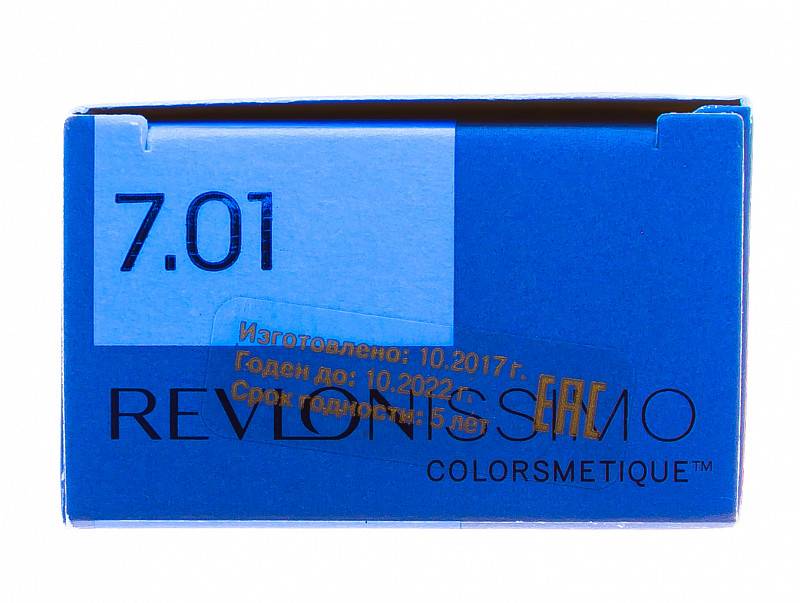 7.01
Изготовлено: 10.2017 г.
Годен до: 10.2022 г.
Срок годности: 5 лет
EAC
REVLONISSIMO
COLORSMETIQUE™